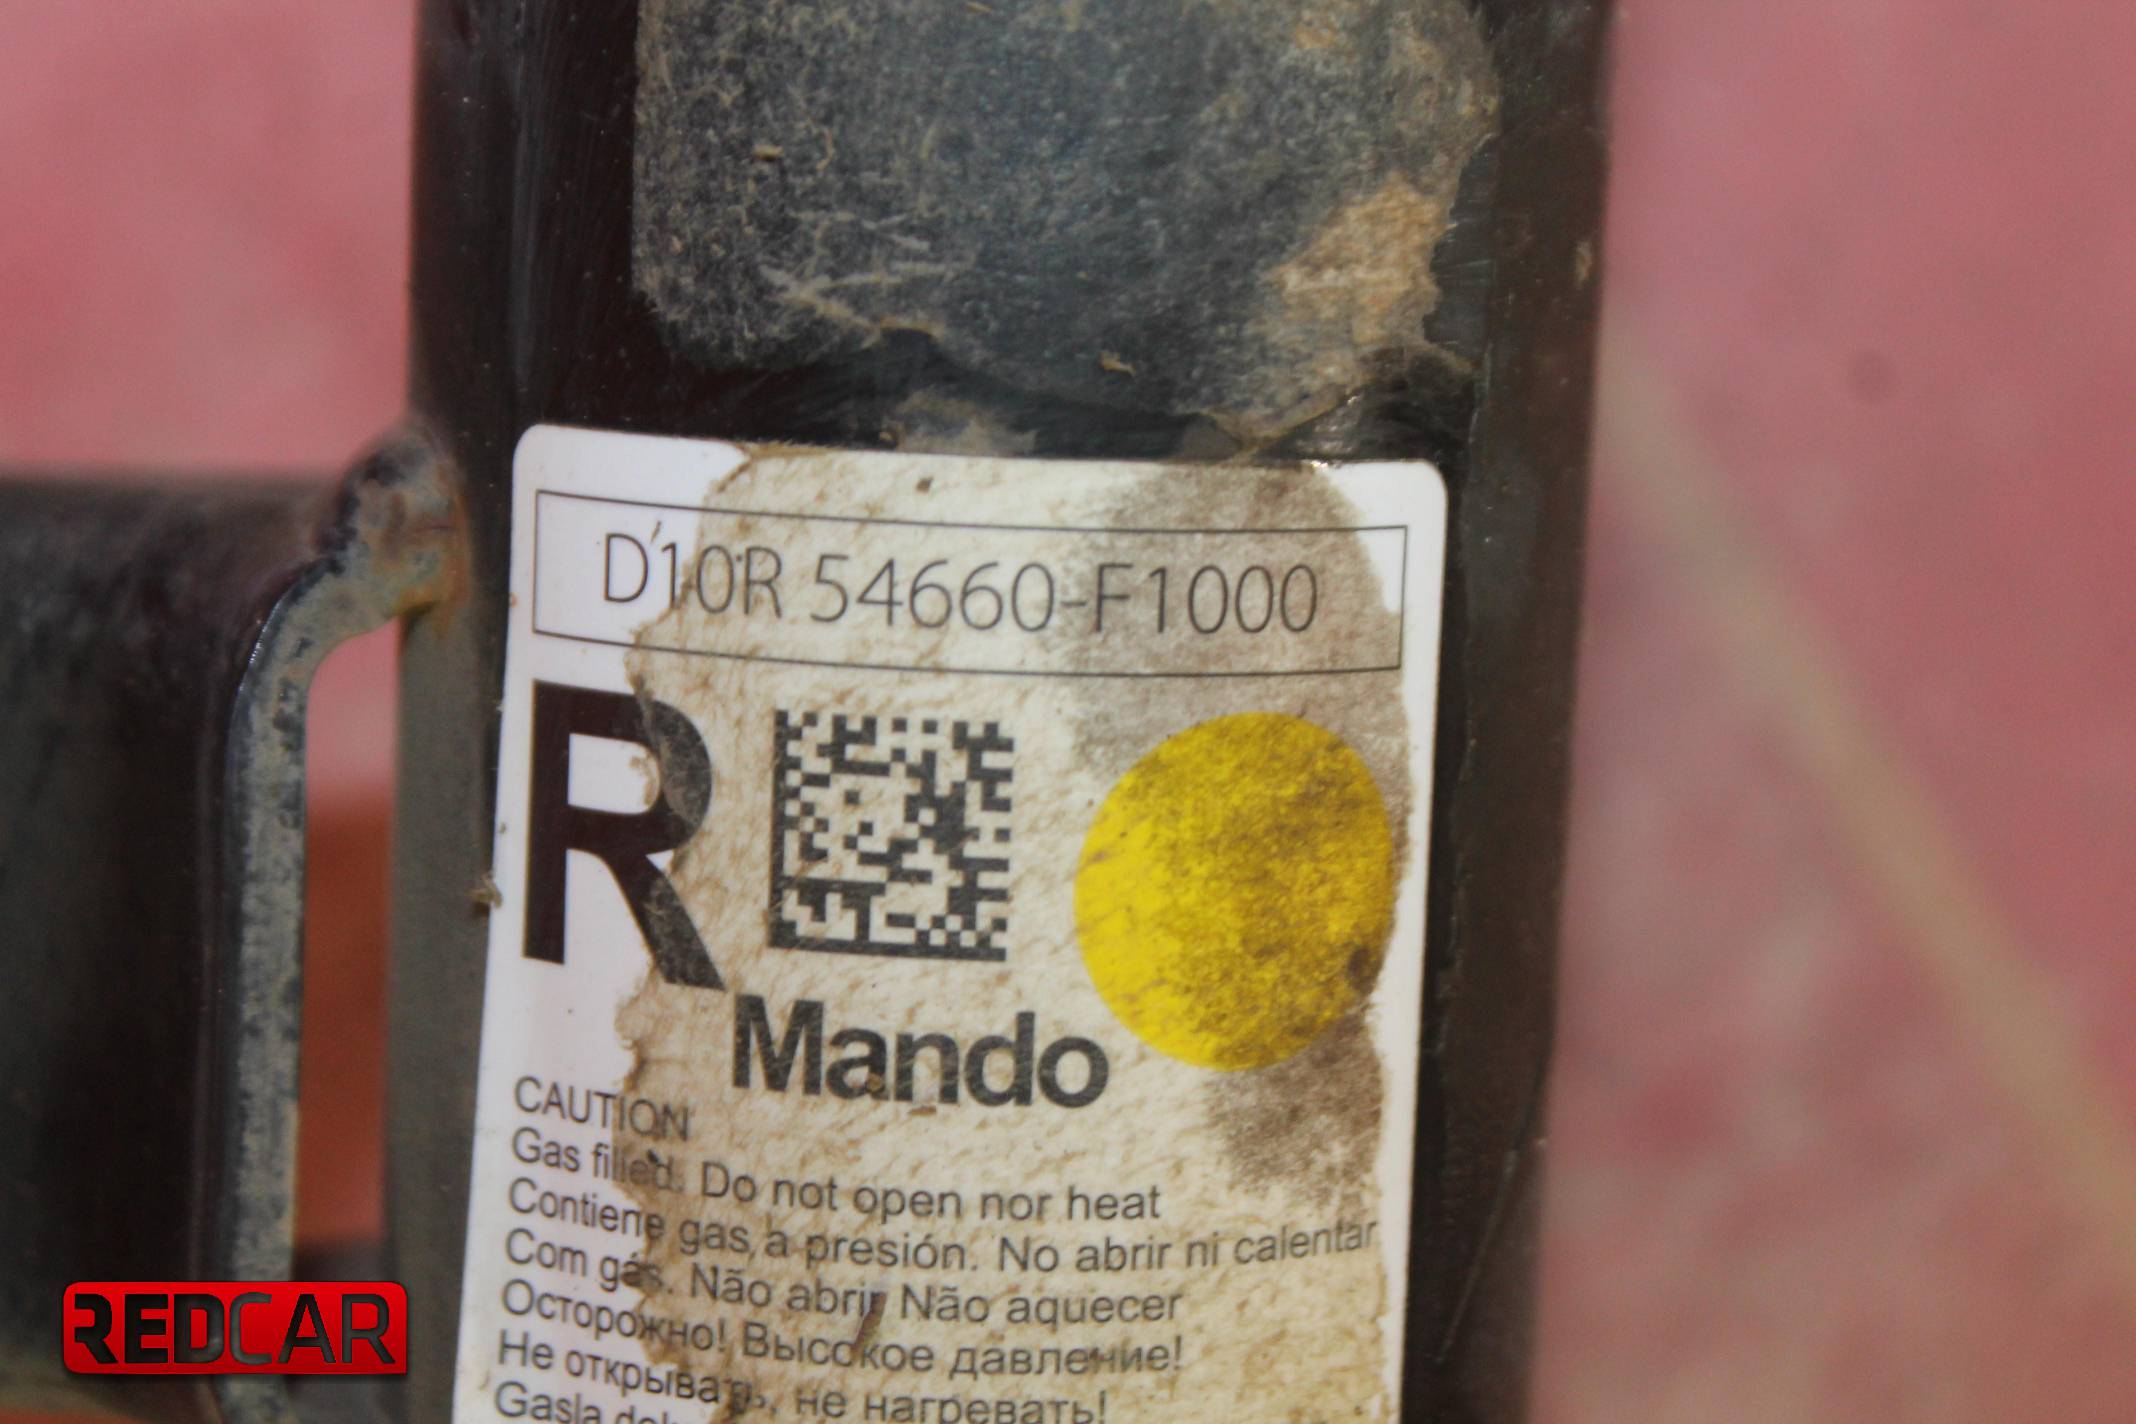 D10R 54660-F1000
R
Mando
CAUTION
Gas filled. Do not open nor heat
Contiene gas a presión. No abrir ni calentar
Com gás. Não abrir Não aquecer
Осторожно! Высокое давление!
Не открывать, не нагревать!
Gasla
REDCAR